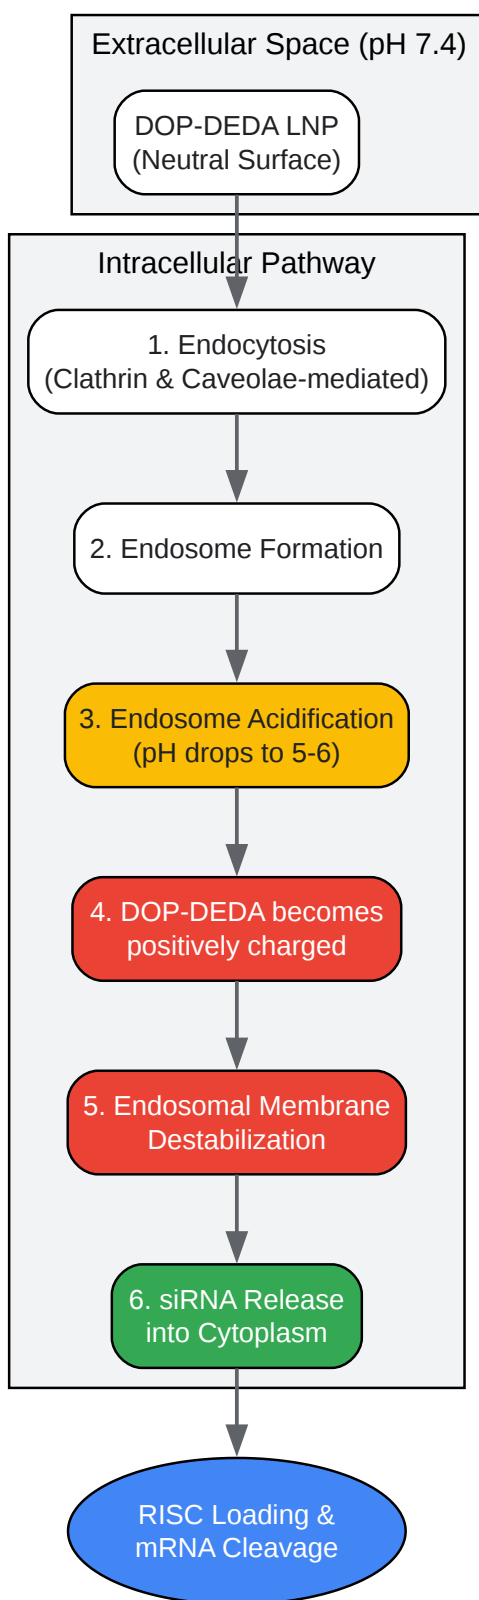 Extracellular Space (pH 7.4)
DOP-DEDA LNP
(Neutral Surface)
Intracellular Pathway
1. Endocytosis
(Clathrin & Caveolae-mediated)
2. Endosome Formation
3. Endosome Acidification
(pH drops to 5-6)
4. DOP-DEDA becomes
positively charged
5. Endosomal Membrane
Destabilization
6. siRNA Release
into Cytoplasm
RISC Loading &
mRNA Cleavage